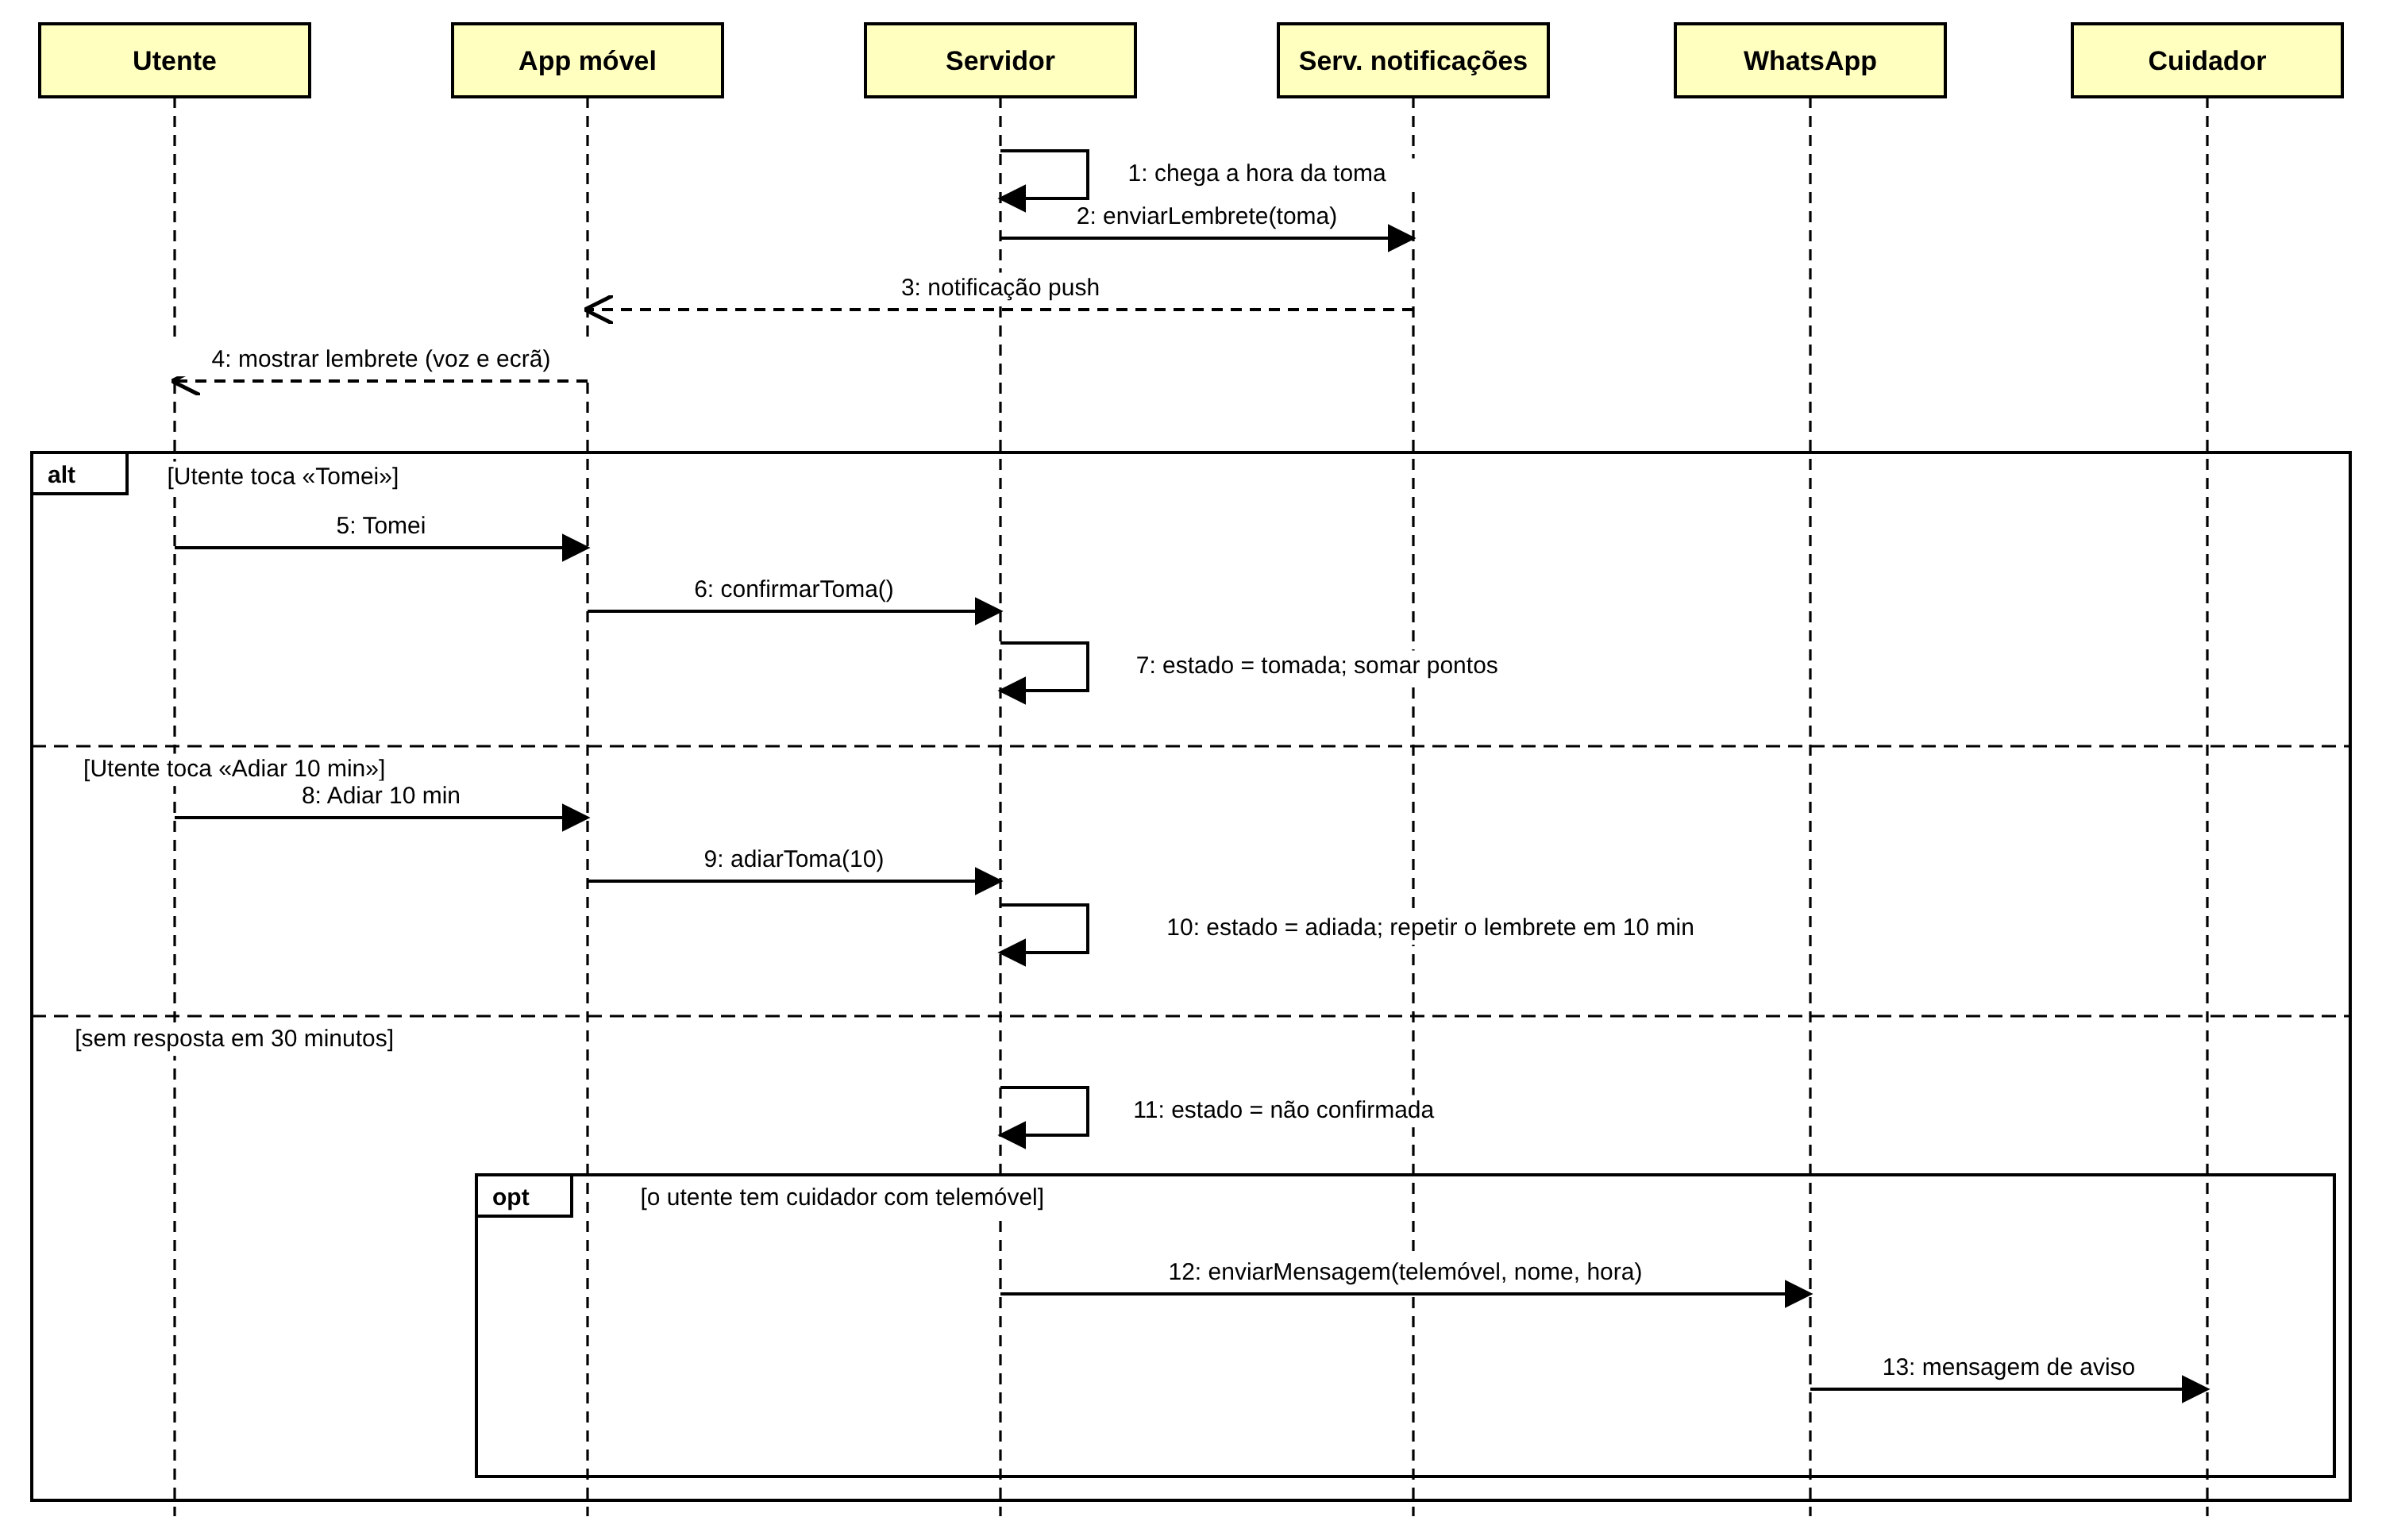 Utente
App móvel
Servidor
Serv. notificações
WhatsApp
Cuidador
1: chega a hora da toma
2: enviarLembrete(toma)
3: notificação push
4: mostrar lembrete (voz e ecrã)
alt
[Utente toca «Tomei»]
5: Tomei
6: confirmarToma()
7: estado = tomada; somar pontos
[Utente toca «Adiar 10 min»]
8: Adiar 10 min
9: adiarToma(10)
10: estado = adiada; repetir o lembrete em 10 min
[sem resposta em 30 minutos]
11: estado = não confirmada
opt
[o utente tem cuidador com telemóvel]
12: enviarMensagem(telemóvel, nome, hora)
13: mensagem de aviso